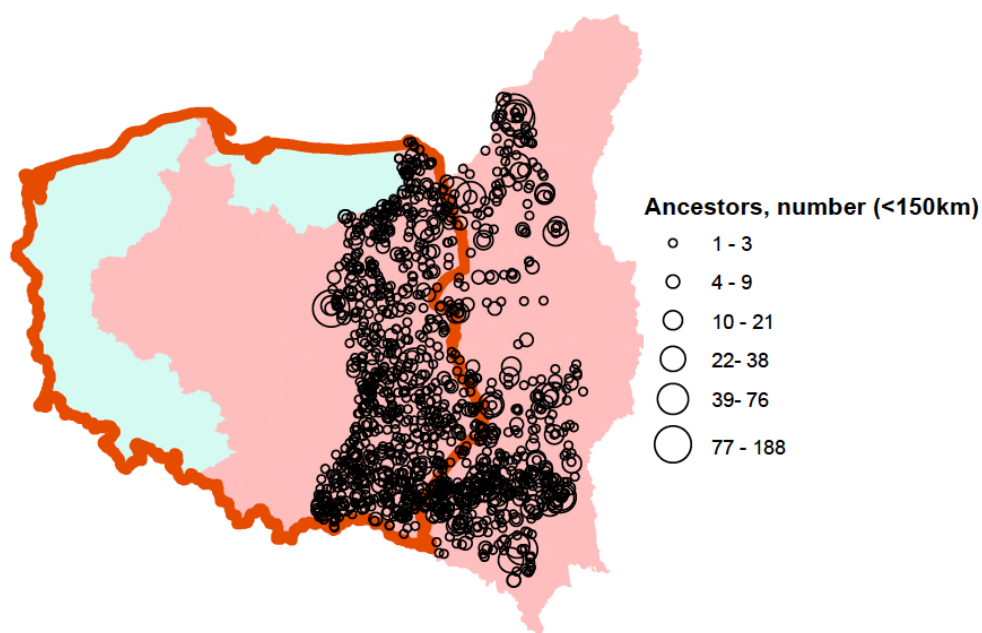 Ancestors, number (<150km)
1 - 3
4 - 9
10 - 21
22 - 38
39- 76
77 - 188